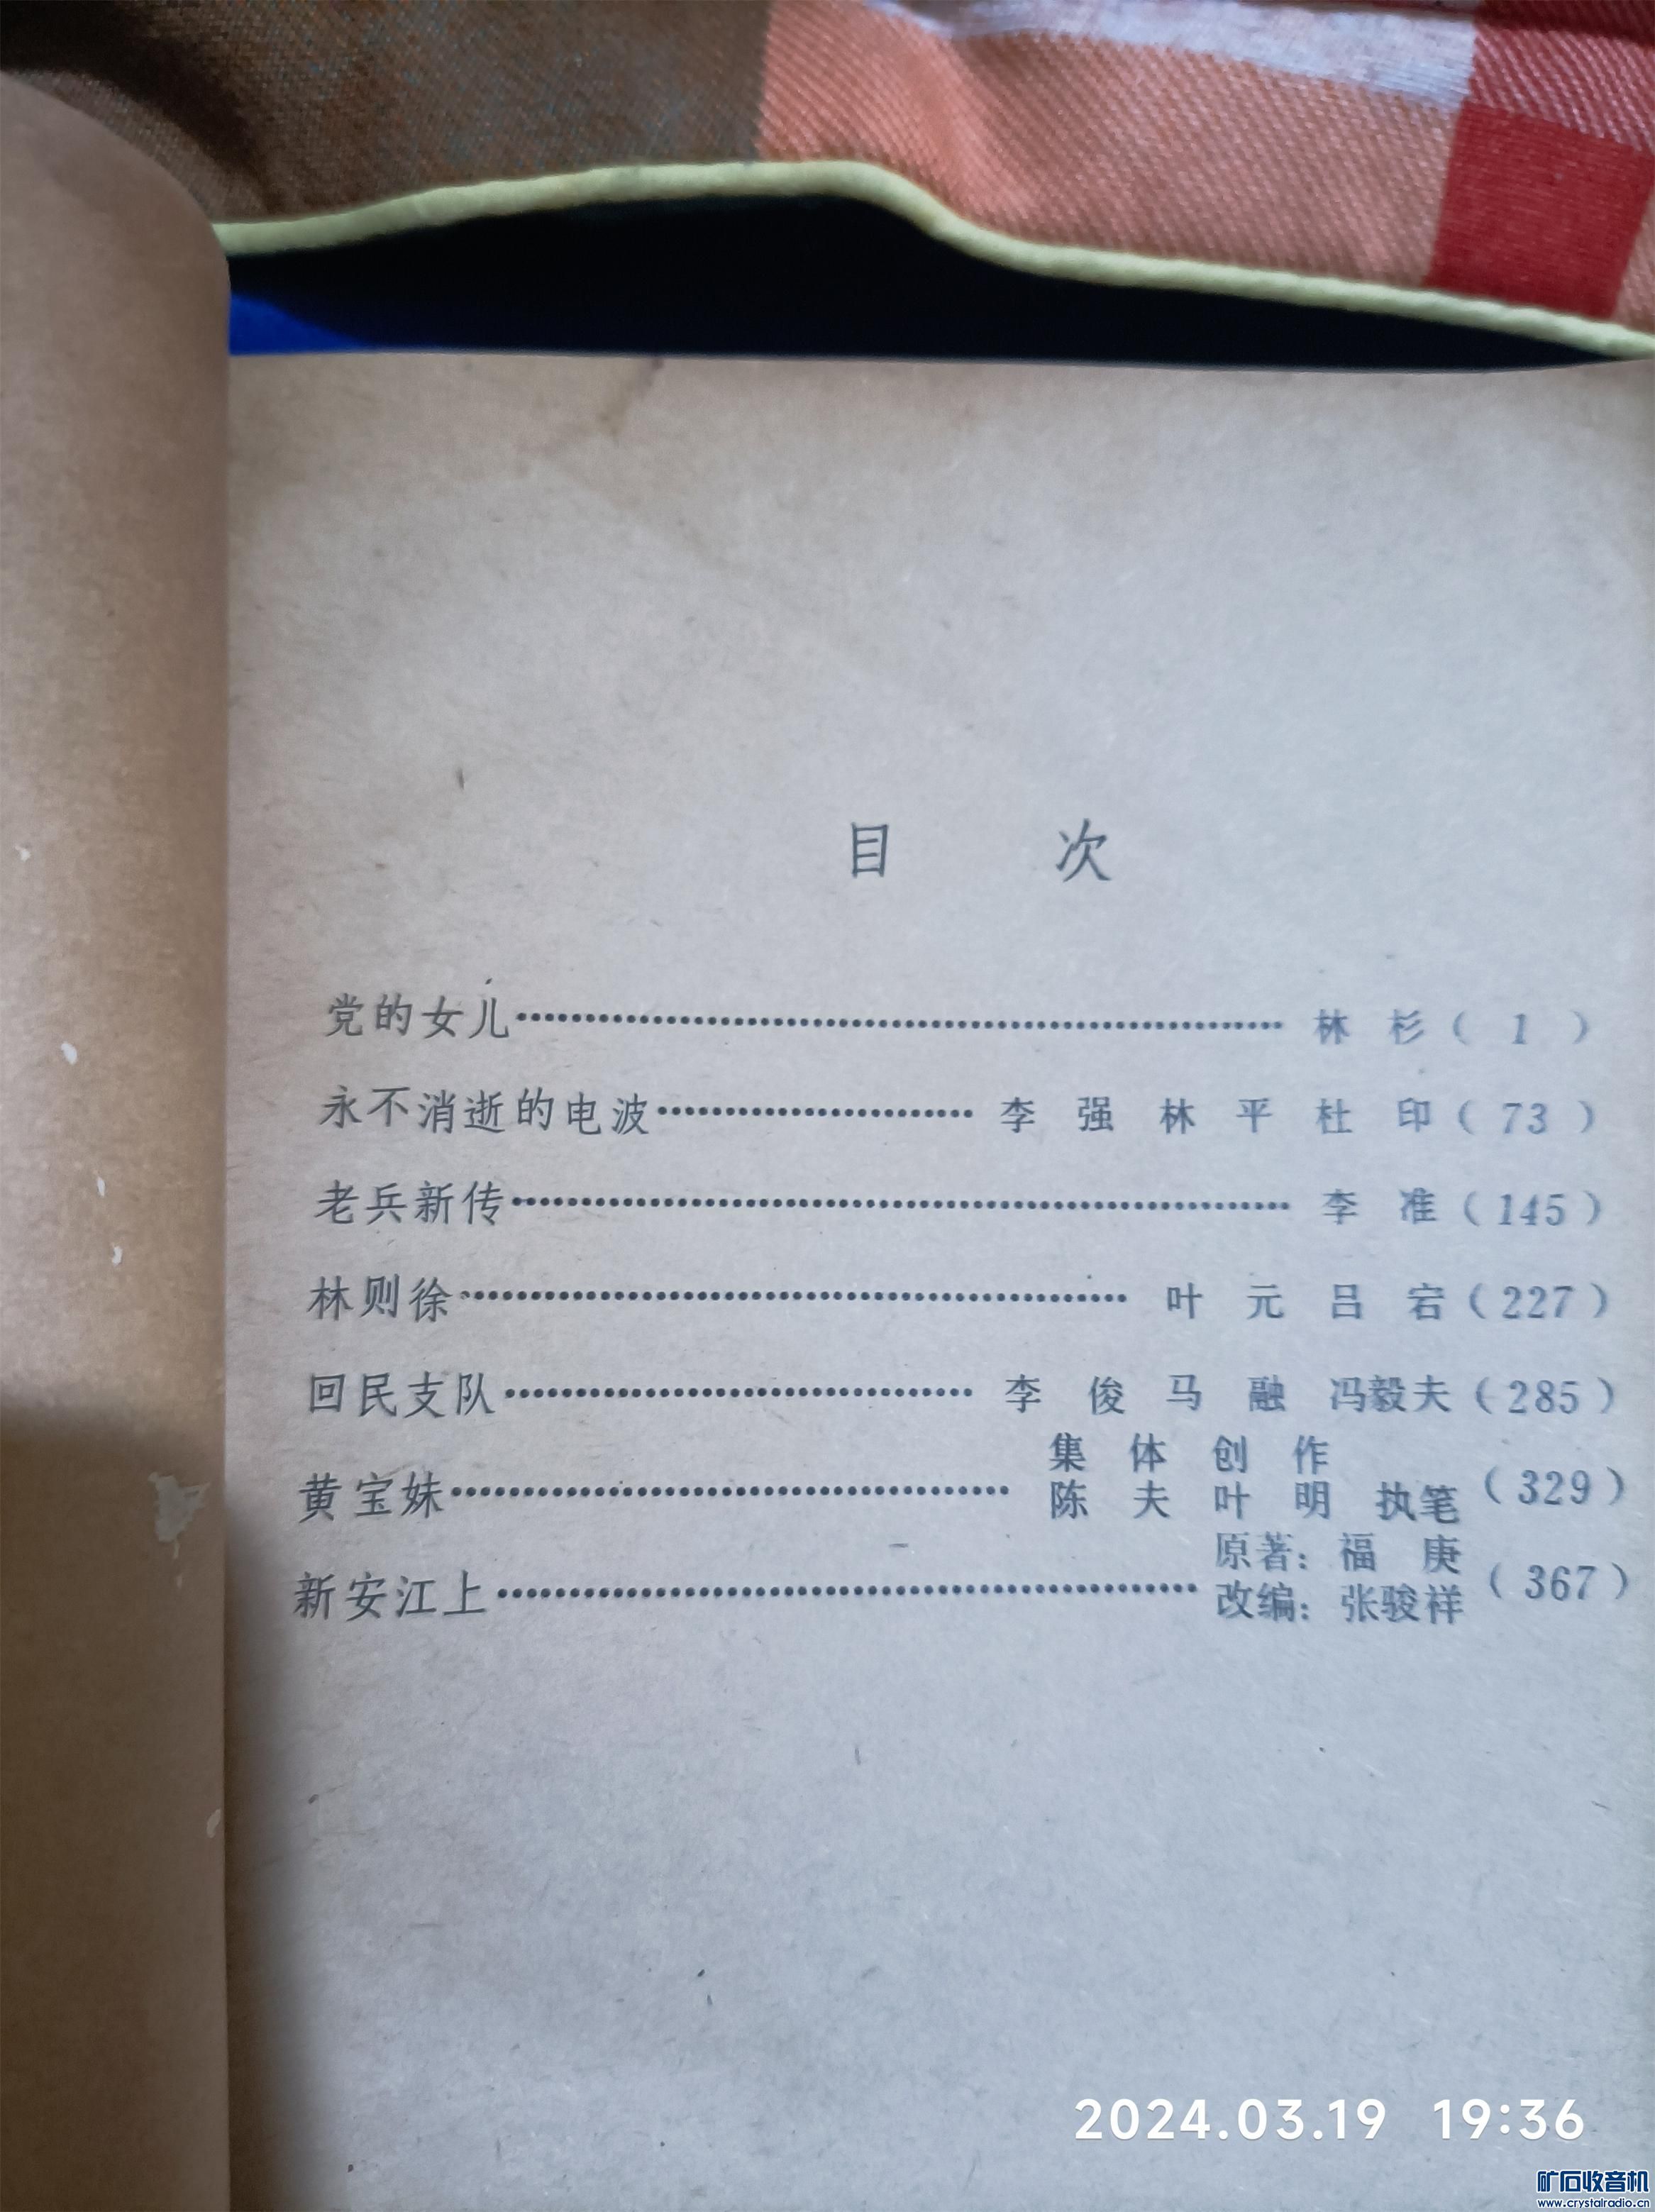 目 次
党的女儿………………………………………………林 杉（ 1 ）
永不消逝的电波…………………李 强 林 平 杜 印（ 73 ）
老兵新传………………………………………………李 准（145）
林则徐………………………………………叶 元 吕 宕（227）
回民支队……………………………李 俊 马 融 冯毅夫（285）
集 体 创 作
黄宝妹…………………………………陈 夫 叶 明 执笔（329）
原著：福 庚
新安江上…………………………………………改编：张骏祥（367）
2024.03.19 19:36
矿石收音机
www.crystalradio.cn